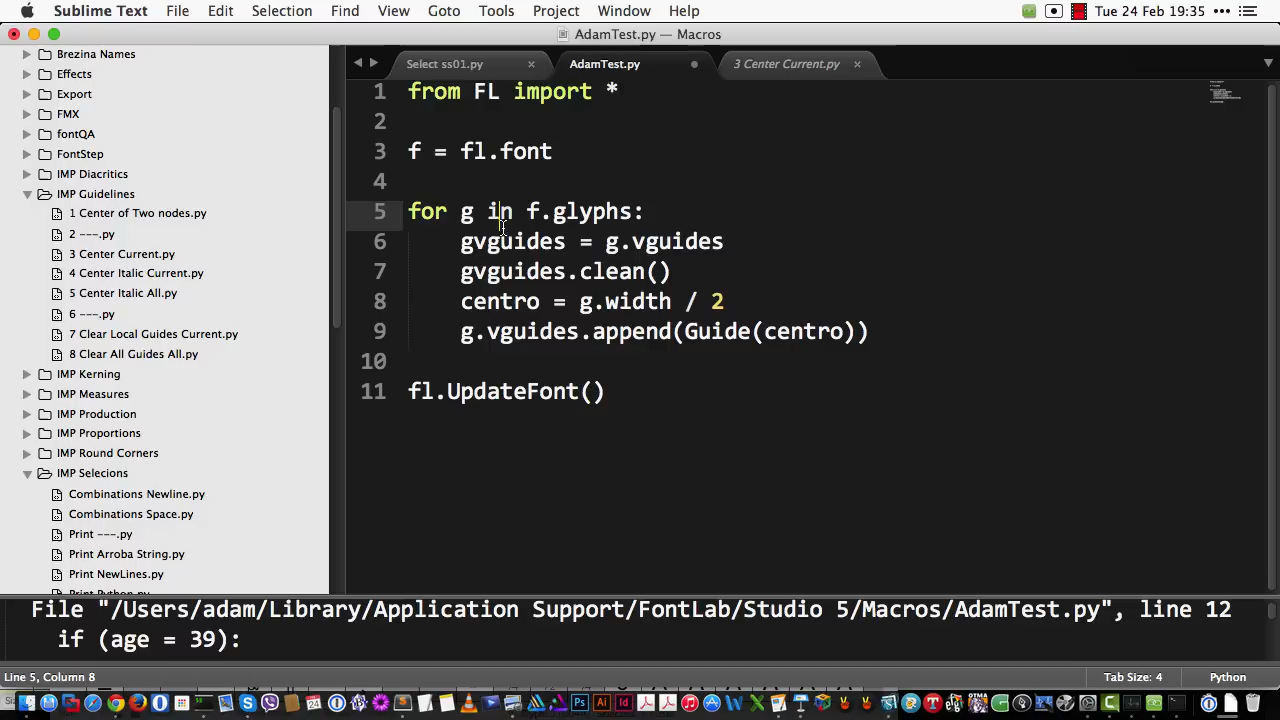 Sublime Text File Edit Selection Find View Goto Tools Project Window Help Tue 24 Feb 19:35
AdamTest.py — Macros
Brezina Names
Effects
Export
FMX
fontQA
FontStep
IMP Diacritics
IMP Guidelines
1 Center of Two nodes.py
2 ---.py
3 Center Current.py
4 Center Italic Current.py
5 Center Italic All.py
6 ---.py
7 Clear Local Guides Current.py
8 Clear All Guides All.py
IMP Kerning
IMP Measures
IMP Production
IMP Proportions
IMP Round Corners
IMP Selecions
Combinations Newline.py
Combinations Space.py
Print ---.py
Print Arroba String.py
Print NewLines.py
Print Python.py
Select ss01.py AdamTest.py 3 Center Current.py
1 from FL import *
2
3 f = fl.font
4
5 for g in f.glyphs:
6 gvguides = g.vguides
7 gvguides.clean()
8 centro = g.width / 2
9 g.vguides.append(Guide(centro))
10
11 fl.UpdateFont()
File "/Users/adam/Library/Application Support/FontLab/Studio 5/Macros/AdamTest.py", line 12
if (age = 39):
Line 5, Column 8 Tab Size: 4 Python